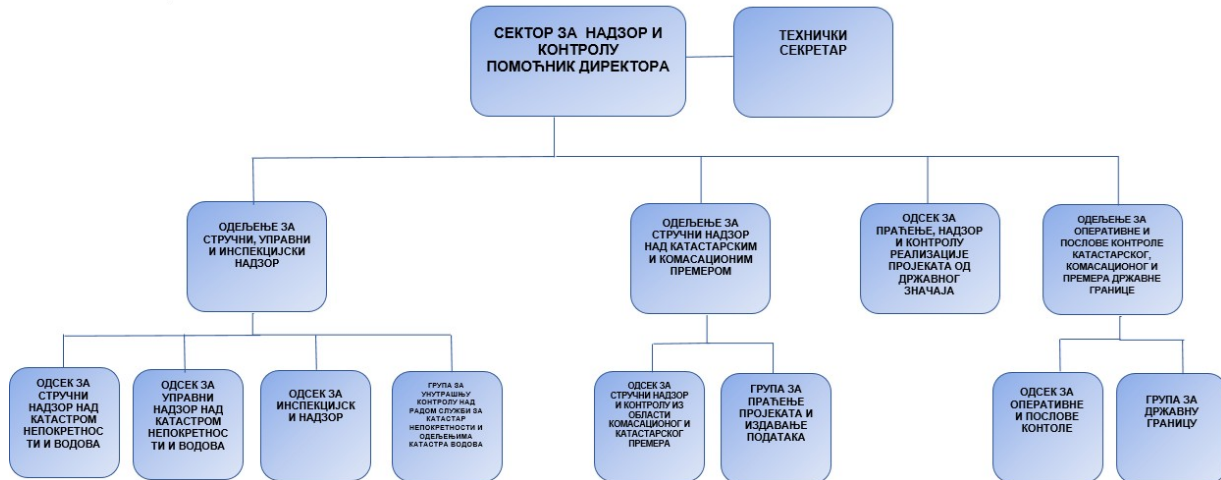 СЕКТОР ЗА НАДЗОР И
КОНТРОЛУ
ПОМОЋНИК ДИРЕКТОРА
ТЕХНИЧКИ
СЕКРЕТАР
ОДЕЉЕЊЕ ЗА
СТРУЧНИ, УПРАВНИ
И ИНСПЕКЦИЈСКИ
НАДЗОР
ОДЕЉЕЊЕ ЗА
СТРУЧНИ НАДЗОР
НАД КАТАСТАРСКИМ
И КОМАСАЦИОНИМ
ПРЕМЕРОМ
ОДСЕК ЗА
ПРАЋЕЊЕ, НАДЗОР
И КОНТРОЛУ
РЕАЛИЗАЦИЈЕ
ПРОЈЕКАТА ОД
ДРЖАВНОГ
ЗНАЧАЈА
ОДЕЉЕЊЕ ЗА
ОПЕРАТИВНЕ И
ПОСЛОВЕ КОНТРОЛЕ
КАТАСТАРСКОГ,
КОМАСАЦИОНОГ И
ПРЕМЕРА ДРЖАВНЕ
ГРАНИЦЕ
ОДСЕК ЗА
СТРУЧНИ
НАДЗОР НАД
КАТАСТРОМ
НЕПОКРЕТНОС
ТИ И ВОДОВА
ОДСЕК ЗА
УПРАВНИ
НАДЗОР НАД
КАТАСТРОМ
НЕПОКРЕТНОС
ТИ И ВОДОВА
ОДСЕК ЗА
ИНСПЕКЦИЈСК
И НАДЗОР
ГРУПА ЗА
УНУТРАШЊУ
КОНТРОЛУ НАД
РАДОМ СЛУЖБИ ЗА
КАТАСТАР
НЕПОКРЕТНОСТИ И
ОДЕЉЕЊИМА
КАТАСТРА ВОДОВА
ОДСЕК ЗА
СТРУЧНИ НАДЗОР
И КОНТРОЛУ ИЗ
ОБЛАСТИ
КОМАСАЦИОНОГ И
КАТАСТАРСКОГ
ПРЕМЕРА
ГРУПА ЗА
ПРАЋЕЊЕ
ПРОЈЕКАТА И
ИЗДАВАЊЕ
ПОДАТАКА
ОДСЕК ЗА
ОПЕРАТИВНЕ
И ПОСЛОВЕ
КОНТОЛЕ
ГРУПА ЗА
ДРЖАВНУ
ГРАНИЦУ